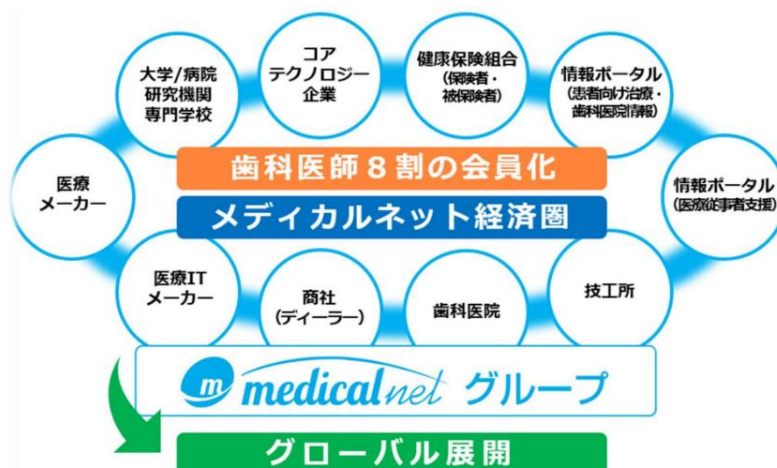 大学/病院
研究機関
専門学校
コア
テクノロジー
企業
健康保険組合
(保険者・
被保険者)
情報ポータル
(患者向け治療・
歯科医院情報)
医療
メーカー
歯科医師8割の会員化
メディカルネット経済圏
情報ポータル
(医療従事者支援)
医療IT
メーカー
商社
(ディーラー)
歯科医院
技工所
m medicalnet グループ
グローバル展開